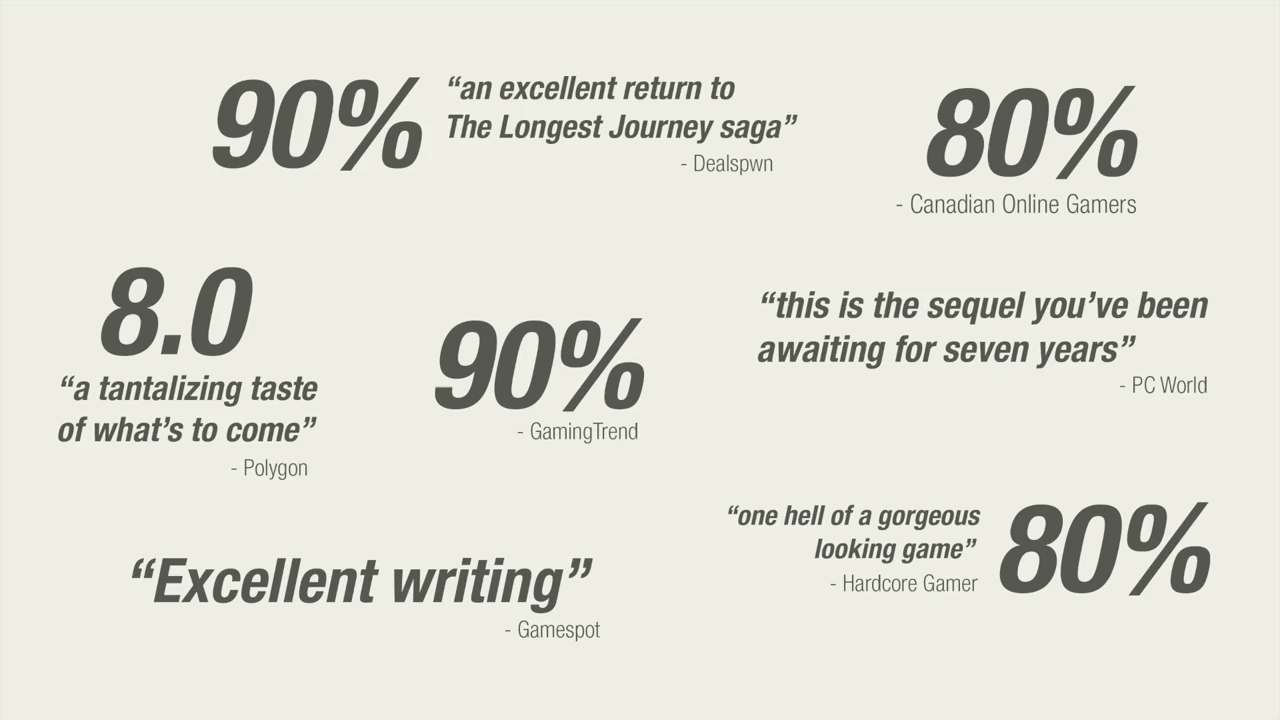 90%
“an excellent return to
The Longest Journey saga”
- Dealspwn
80%
- Canadian Online Gamers
8.0
“a tantalizing taste
of what’s to come”
- Polygon
90%
- GamingTrend
“this is the sequel you’ve been
awaiting for seven years”
- PC World
“Excellent writing”
- Gamespot
“one hell of a gorgeous
looking game”
- Hardcore Gamer
80%